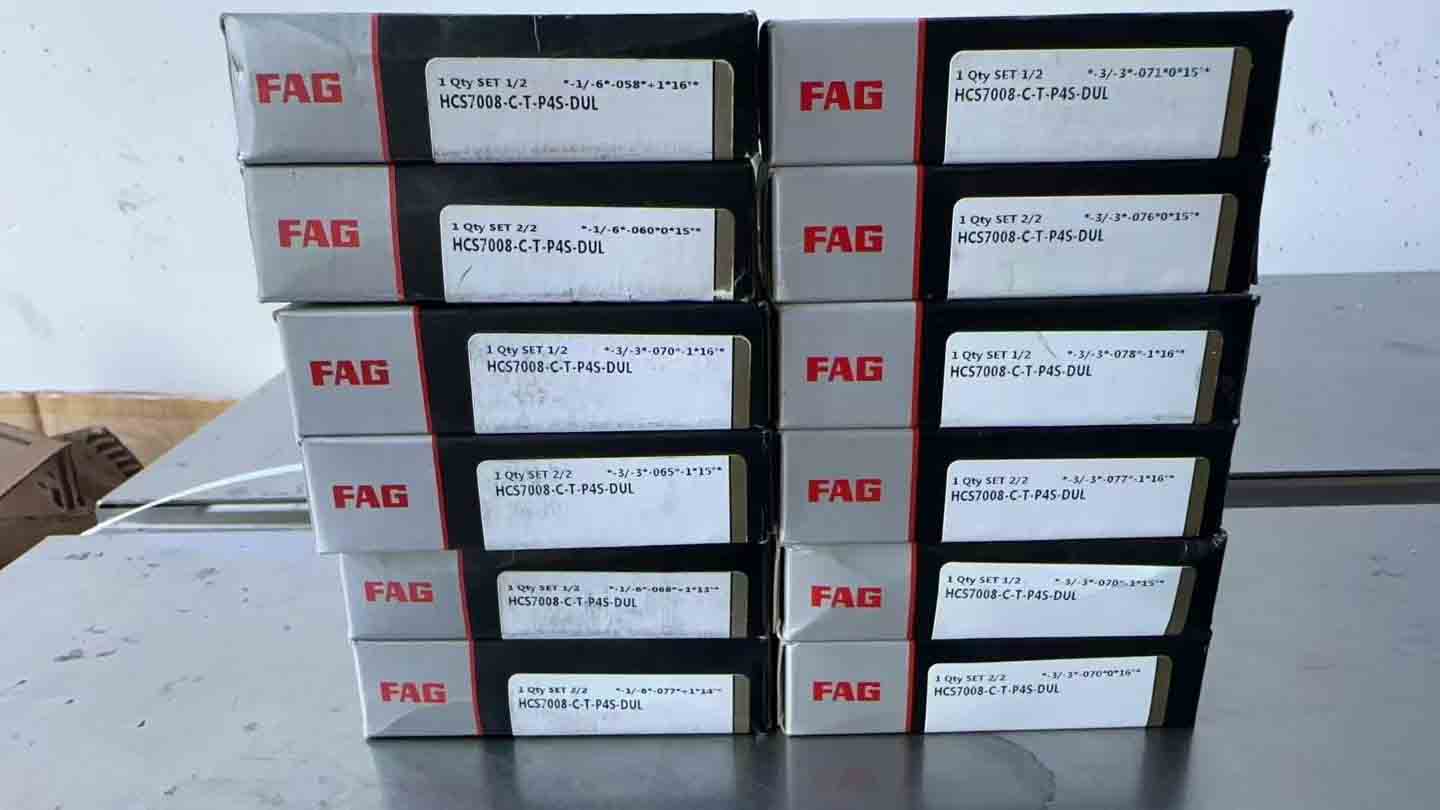 FAG
1 Qty SET 1/2 *-1/-6*-058*+1*16**
HCS7008-C-T-P4S-DUL
FAG
1 Qty SET 2/2 *-1/-6*-060*0*15**
HCS7008-C-T-P4S-DUL
FAG
1 Qty SET 1/2 *-3/-3*-070*-1*16**
HCS7008-C-T-P4S-DUL
FAG
1 Qty SET 2/2 *-3/-3*-065*-1*15**
HCS7008-C-T-P4S-DUL
FAG
1 Qty SET 1/2
HCS7008-C-T-P4S-DUL
FAG
1 Qty SET 2/2
HCS7008-C-T-P4S-DUL
FAG
1 Qty SET 1/2 *-3/-3*-071*0*15**
HCS7008-C-T-P4S-DUL
FAG
1 Qty SET 2/2 *-3/-3*-076*0*15**
HCS7008-C-T-P4S-DUL
FAG
1 Qty SET 1/2 *-3/-3*-078*-1*16**
HCS7008-C-T-P4S-DUL
FAG
1 Qty SET 2/2 *-3/-3*-077*-1*16**
HCS7008-C-T-P4S-DUL
FAG
1 Qty SET 1/2 *-3/-3*-070*-1*15**
HCS7008-C-T-P4S-DUL
FAG
1 Qty SET 2/2 *-3/-3*-070*0*16**
HCS7008-C-T-P4S-DUL